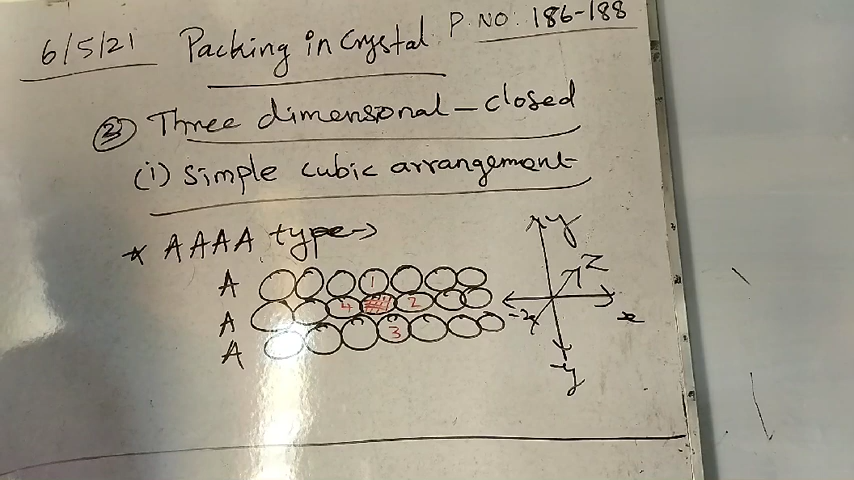 6/5/21 Packing in Crystal. P.NO. 186-188
② Three dimensional - closed
(i) Simple cubic arrangement
* AAAA type →
A 1
A 4 2
A 3
y
z
x
-y